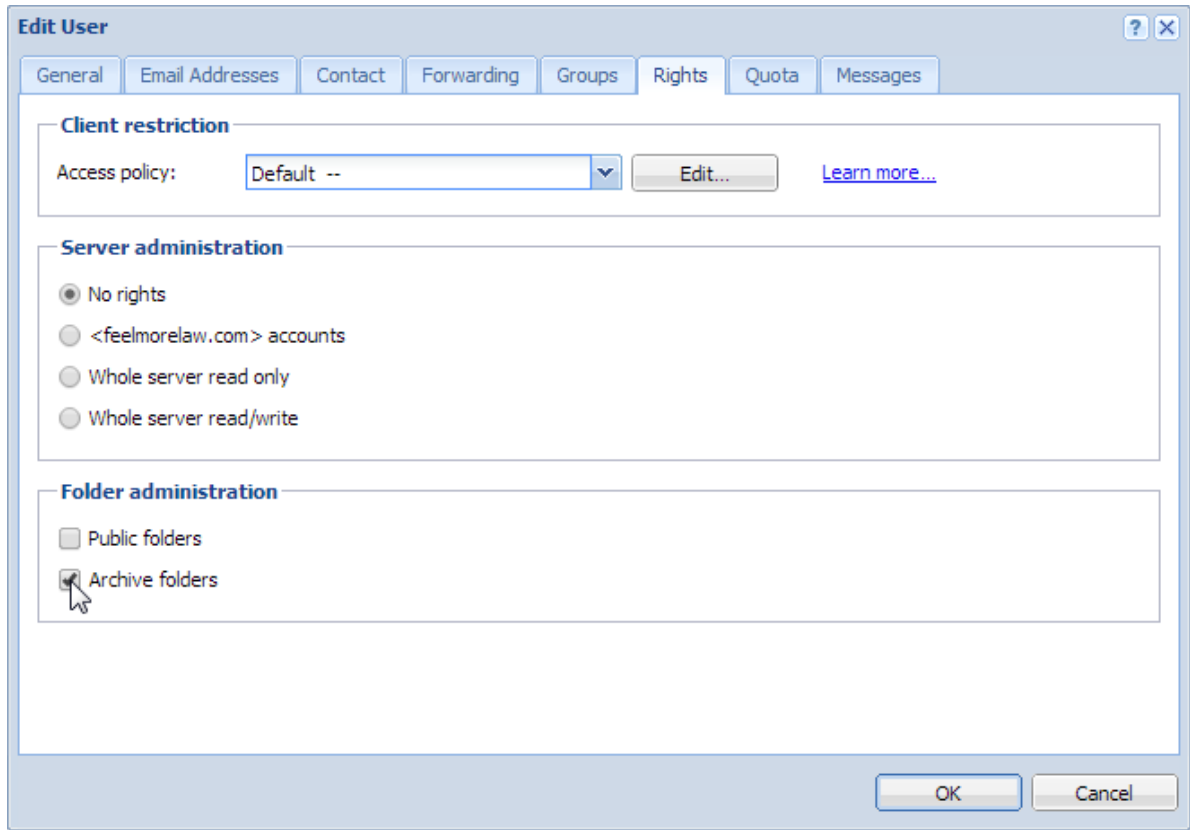 Edit User
?
General Email Addresses Contact Forwarding Groups Rights Quota Messages
Client restriction
Access policy: Default -- Edit... Learn more...
Server administration
No rights
<feelmorelaw.com> accounts
Whole server read only
Whole server read/write
Folder administration
Public folders
Archive folders
OK Cancel